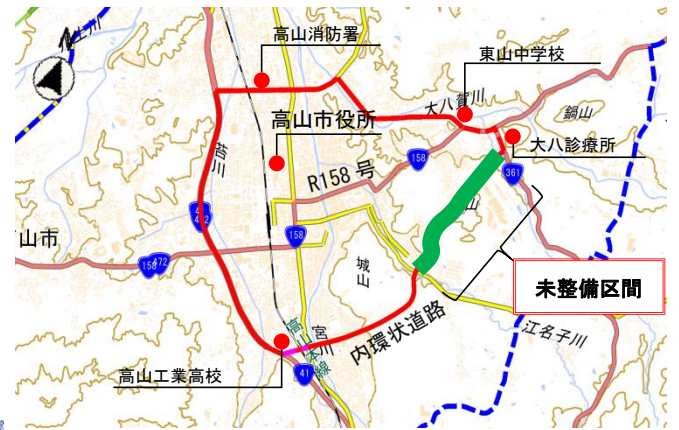 高山消防署
東山中学校
大八賀川
鍋山
高山市役所
苔川
大八診療所
R158号
158
361
山
158
山市
158 472
城山
未整備区間
宮川
内環状道路
江名子川
高山本線
高山工業高校
41